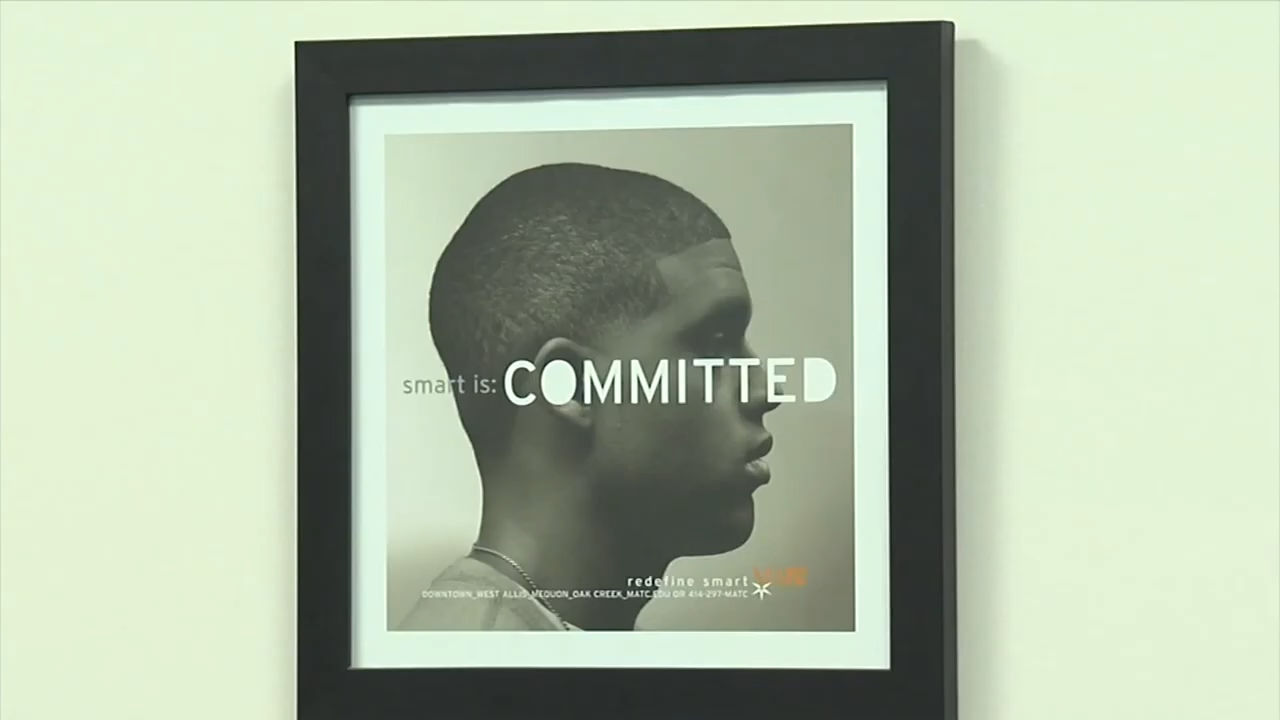 smart is: COMMITTED
redefine smart
DOWNTOWN_WEST ALLIS_MEQUON_OAK CREEK_MATC.EDU OR 414-297-MATC